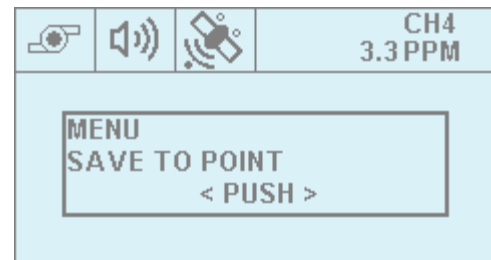 CH4
3.3 PPM
MENU
SAVE TO POINT
< PUSH >